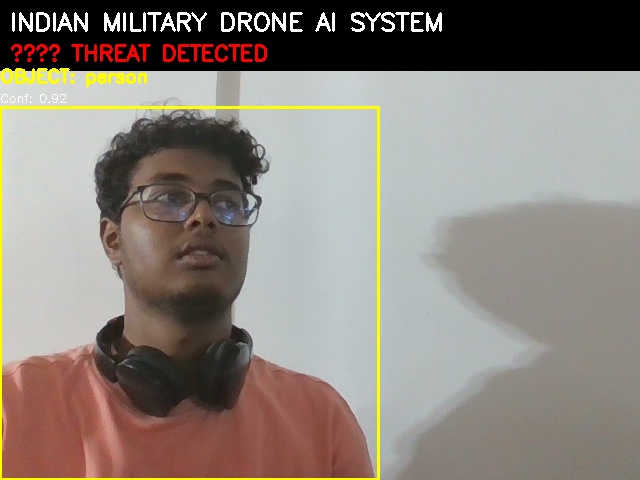 INDIAN MILITARY DRONE AI SYSTEM
???? THREAT DETECTED
OBJECT: person
Conf: 0.92